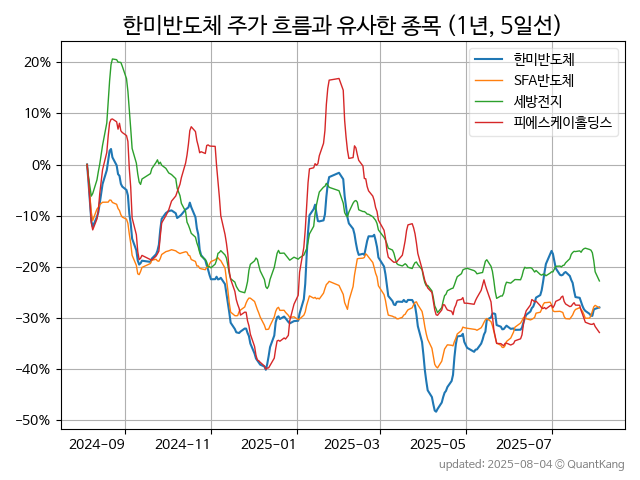 한미반도체 주가 흐름과 유사한 종목 (1년, 5일선)
한미반도체
SFA반도체
세방전지
피에스케이홀딩스
20%
10%
0%
−10%
−20%
−30%
−40%
−50%
2024-09 2024-11 2025-01 2025-03 2025-05 2025-07
updated: 2025-08-04 © QuantKang